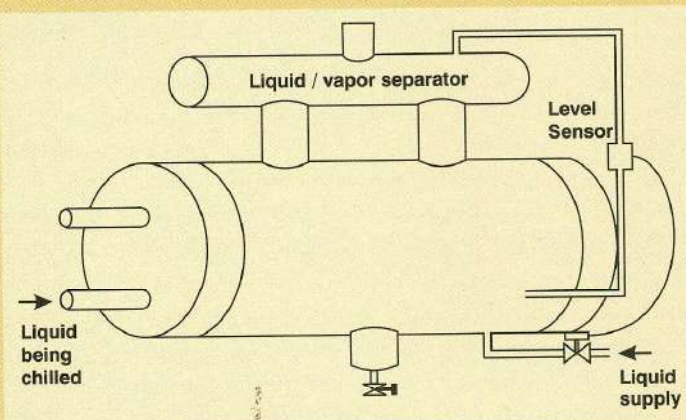 Liquid / vapor separator
Level
Sensor
Liquid
being
chilled
Liquid
supply